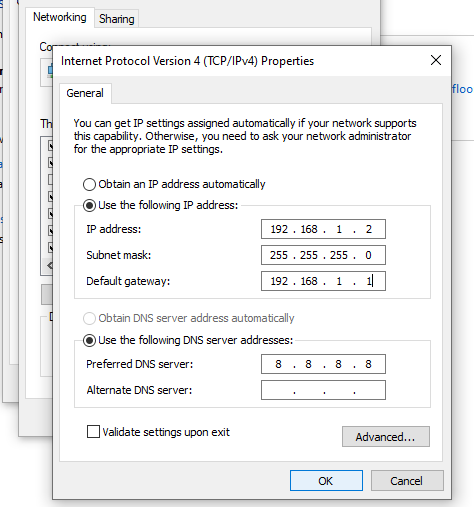 Networking
Sharing
Internet Protocol Version 4 (TCP/IPv4) Properties
General
You can get IP settings assigned automatically if your network supports
this capability. Otherwise, you need to ask your network administrator
for the appropriate IP settings.
Obtain an IP address automatically
Use the following IP address:
IP address: 192 . 168 . 1 . 2
Subnet mask: 255 . 255 . 255 . 0
Default gateway: 192 . 168 . 1 . 1
Obtain DNS server address automatically
Use the following DNS server addresses:
Preferred DNS server: 8 . 8 . 8 . 8
Alternate DNS server: . . .
Validate settings upon exit
Advanced...
OK
Cancel